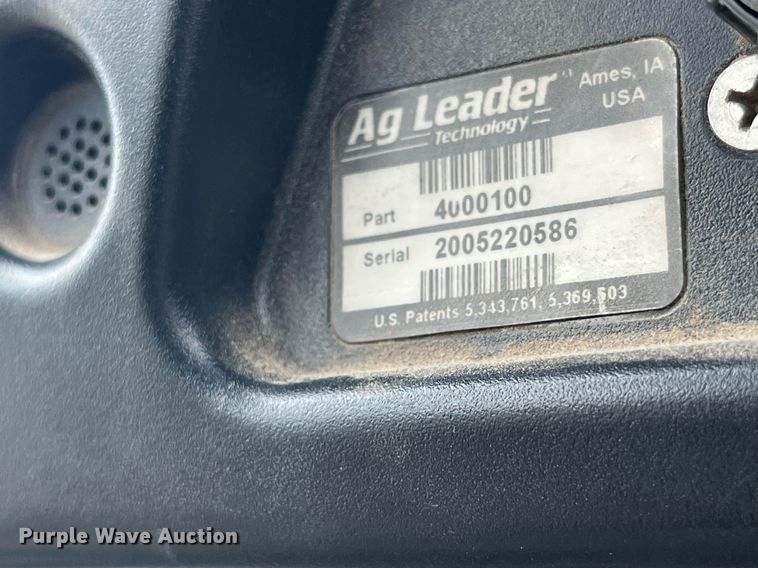 Ag Leader Ames, IA
Technology USA
Part 4000100
Serial 2005220586
U.S. Patents 5,343,761, 5,369,603
Purple Wave Auction